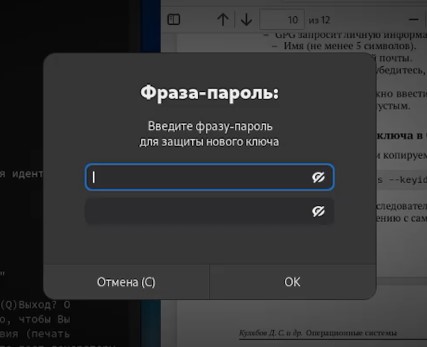 10 из 12
– GPG запросит личную информа
– Имя (не менее 5 символов).
почты.
убедитесь,
жно ввести
устым.
Фраза-пароль:
Введите фразу-пароль
для защиты нового ключа
ключа в
и копируем
я идент
s --keyid
следовател
ению с сам
Отмена (С)
OK
"
(Q)Выход? О
о, чтобы Вы
вия (печать
Кулябов Д. С. и др. Операционные системы